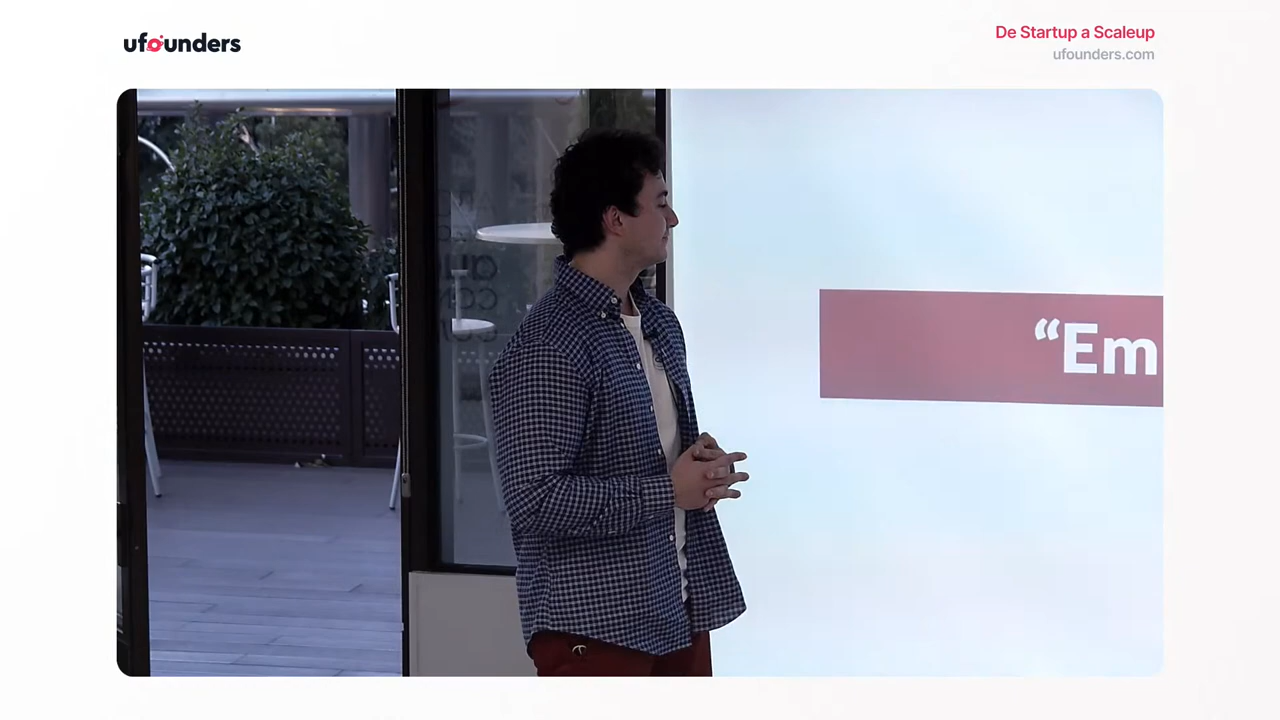 ufounders
De Startup a Scaleup
ufounders.com
“Em